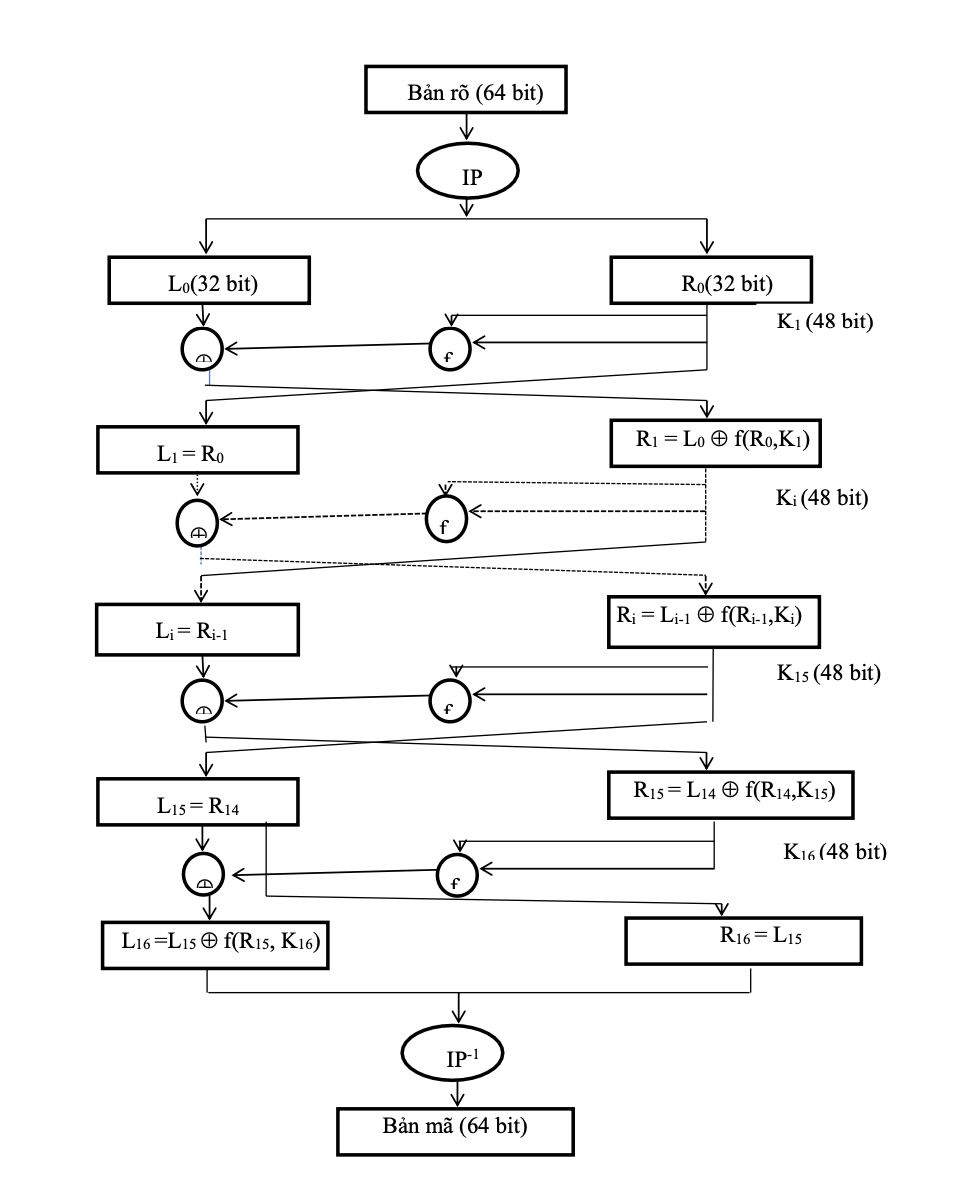 Bản rõ (64 bit)
IP
L₀(32 bit)
R₀(32 bit)
K₁ (48 bit)
⊕
f
L₁ = R₀
R₁ = L₀ ⊕ f(R₀,K₁)
Kᵢ (48 bit)
⊕
f
Lᵢ = Rᵢ₋₁
Rᵢ = Lᵢ₋₁ ⊕ f(Rᵢ₋₁,Kᵢ)
K₁₅ (48 bit)
⊕
f
L₁₅ = R₁₄
R₁₅ = L₁₄ ⊕ f(R₁₄,K₁₅)
K₁₆ (48 bit)
⊕
f
L₁₆ =L₁₅ ⊕ f(R₁₅, K₁₆)
R₁₆ = L₁₅
IP⁻¹
Bản mã (64 bit)